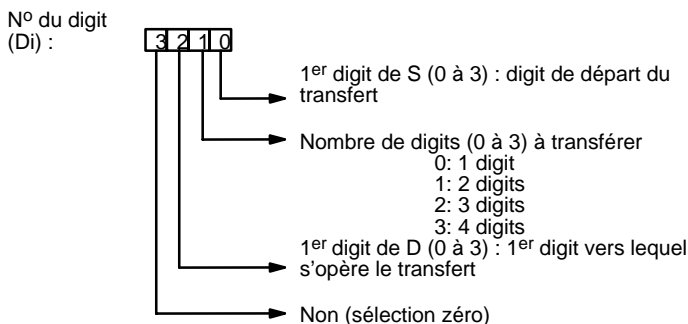 Nº du digit
(Di) :
3 2 1 0
1er digit de S (0 à 3) : digit de départ du
transfert
Nombre de digits (0 à 3) à transférer
0: 1 digit
1: 2 digits
2: 3 digits
3: 4 digits
1er digit de D (0 à 3) : 1er digit vers lequel
s’opère le transfert
Non (sélection zéro)